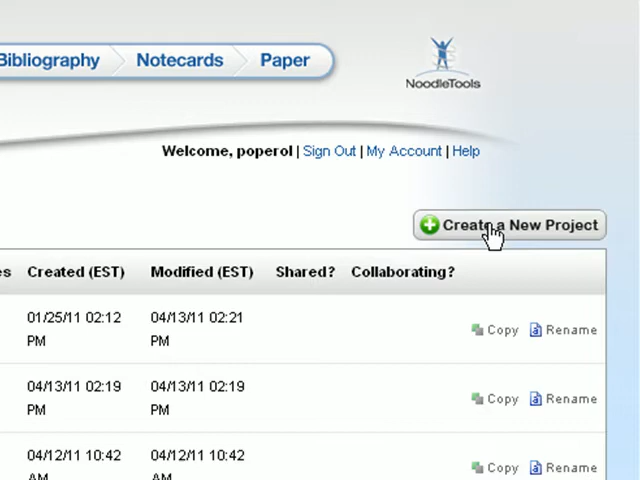 Bibliography Notecards Paper
NoodleTools
Welcome, poperol | Sign Out | My Account | Help
Create a New Project
es Created (EST) Modified (EST) Shared? Collaborating?
01/25/11 02:12 04/13/11 02:21
PM PM
Copy Rename
04/13/11 02:19 04/13/11 02:19
PM PM
Copy Rename
04/12/11 10:42 04/12/11 10:42
AM AM
Copy Rename